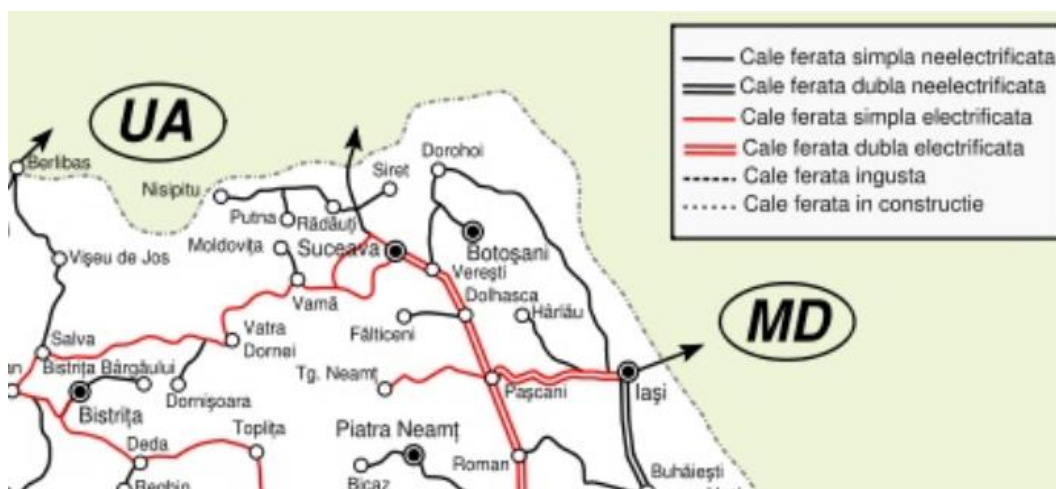 UA
Cale ferata simpla neelectrificata
Cale ferata dubla neelectrificata
Cale ferata simpla electrificata
Cale ferata dubla electrificata
Cale ferata ingusta
Cale ferata in constructie
Berlibas
Dorohoi
Siret
Nisipitu
Putna
Rădăuți
Moldovița
Suceava
Botoșani
Vișeu de Jos
Verești
Vamă
Dolhasca
Hârlău
MD
Vatra
Dornei
Fălticeni
Salva
Bistrița Bârgăului
Tg. Neamț
Pașcani
Iași
Dornișoara
Bistrița
Toplița
Piatra Neamț
Deda
Roman
Buhăiești
Bicaz
Reghin